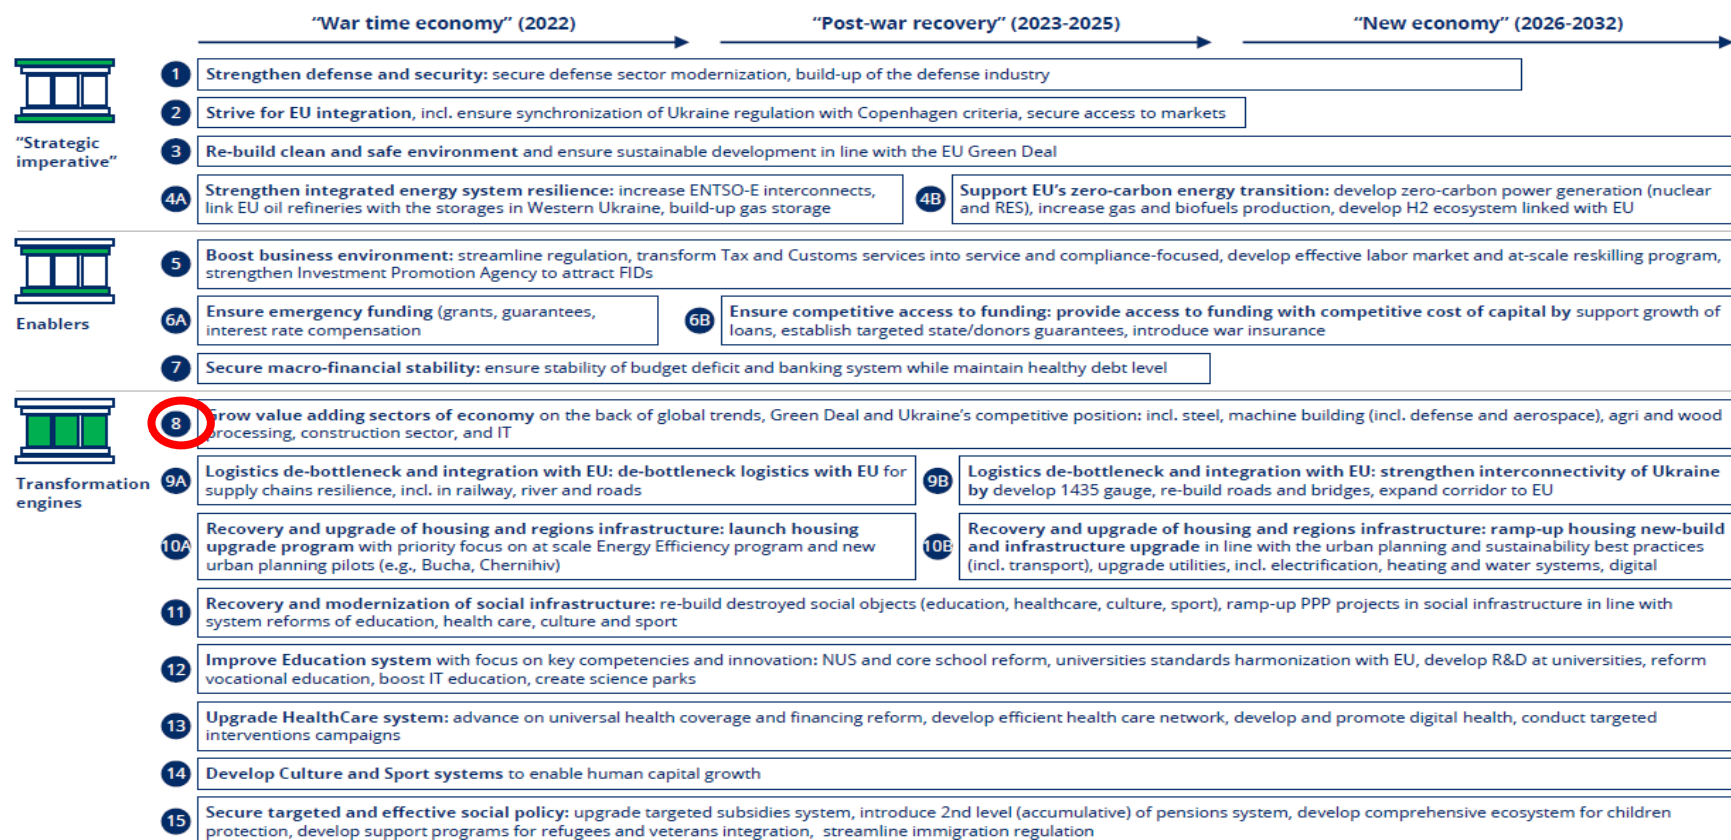 “War time economy” (2022)
“Post-war recovery” (2023-2025)
“New economy” (2026-2032)
“Strategic
imperative”
1
Strengthen defense and security: secure defense sector modernization, build-up of the defense industry
2
Strive for EU integration, incl. ensure synchronization of Ukraine regulation with Copenhagen criteria, secure access to markets
3
Re-build clean and safe environment and ensure sustainable development in line with the EU Green Deal
4A
Strengthen integrated energy system resilience: increase ENTSO-E interconnects,
link EU oil refineries with the storages in Western Ukraine, build-up gas storage
4B
Support EU’s zero-carbon energy transition: develop zero-carbon power generation (nuclear
and RES), increase gas and biofuels production, develop H2 ecosystem linked with EU
Enablers
5
Boost business environment: streamline regulation, transform Tax and Customs services into service and compliance-focused, develop effective labor market and at-scale reskilling program,
strengthen Investment Promotion Agency to attract FIDs
6A
Ensure emergency funding (grants, guarantees,
interest rate compensation
6B
Ensure competitive access to funding: provide access to funding with competitive cost of capital by support growth of
loans, establish targeted state/donors guarantees, introduce war insurance
7
Secure macro-financial stability: ensure stability of budget deficit and banking system while maintain healthy debt level
Transformation
engines
8
Grow value adding sectors of economy on the back of global trends, Green Deal and Ukraine’s competitive position: incl. steel, machine building (incl. defense and aerospace), agri and wood
processing, construction sector, and IT
9A
Logistics de-bottleneck and integration with EU: de-bottleneck logistics with EU for
supply chains resilience, incl. in railway, river and roads
9B
Logistics de-bottleneck and integration with EU: strengthen interconnectivity of Ukraine
by develop 1435 gauge, re-build roads and bridges, expand corridor to EU
10A
Recovery and upgrade of housing and regions infrastructure: launch housing
upgrade program with priority focus on at scale Energy Efficiency program and new
urban planning pilots (e.g., Bucha, Chernihiv)
10B
Recovery and upgrade of housing and regions infrastructure: ramp-up housing new-build
and infrastructure upgrade in line with the urban planning and sustainability best practices
(incl. transport), upgrade utilities, incl. electrification, heating and water systems, digital
11
Recovery and modernization of social infrastructure: re-build destroyed social objects (education, healthcare, culture, sport), ramp-up PPP projects in social infrastructure in line with
system reforms of education, health care, culture and sport
12
Improve Education system with focus on key competencies and innovation: NUS and core school reform, universities standards harmonization with EU, develop R&D at universities, reform
vocational education, boost IT education, create science parks
13
Upgrade HealthCare system: advance on universal health coverage and financing reform, develop efficient health care network, develop and promote digital health, conduct targeted
interventions campaigns
14
Develop Culture and Sport systems to enable human capital growth
15
Secure targeted and effective social policy: upgrade targeted subsidies system, introduce 2nd level (accumulative) of pensions system, develop comprehensive ecosystem for children
protection, develop support programs for refugees and veterans integration, streamline immigration regulation